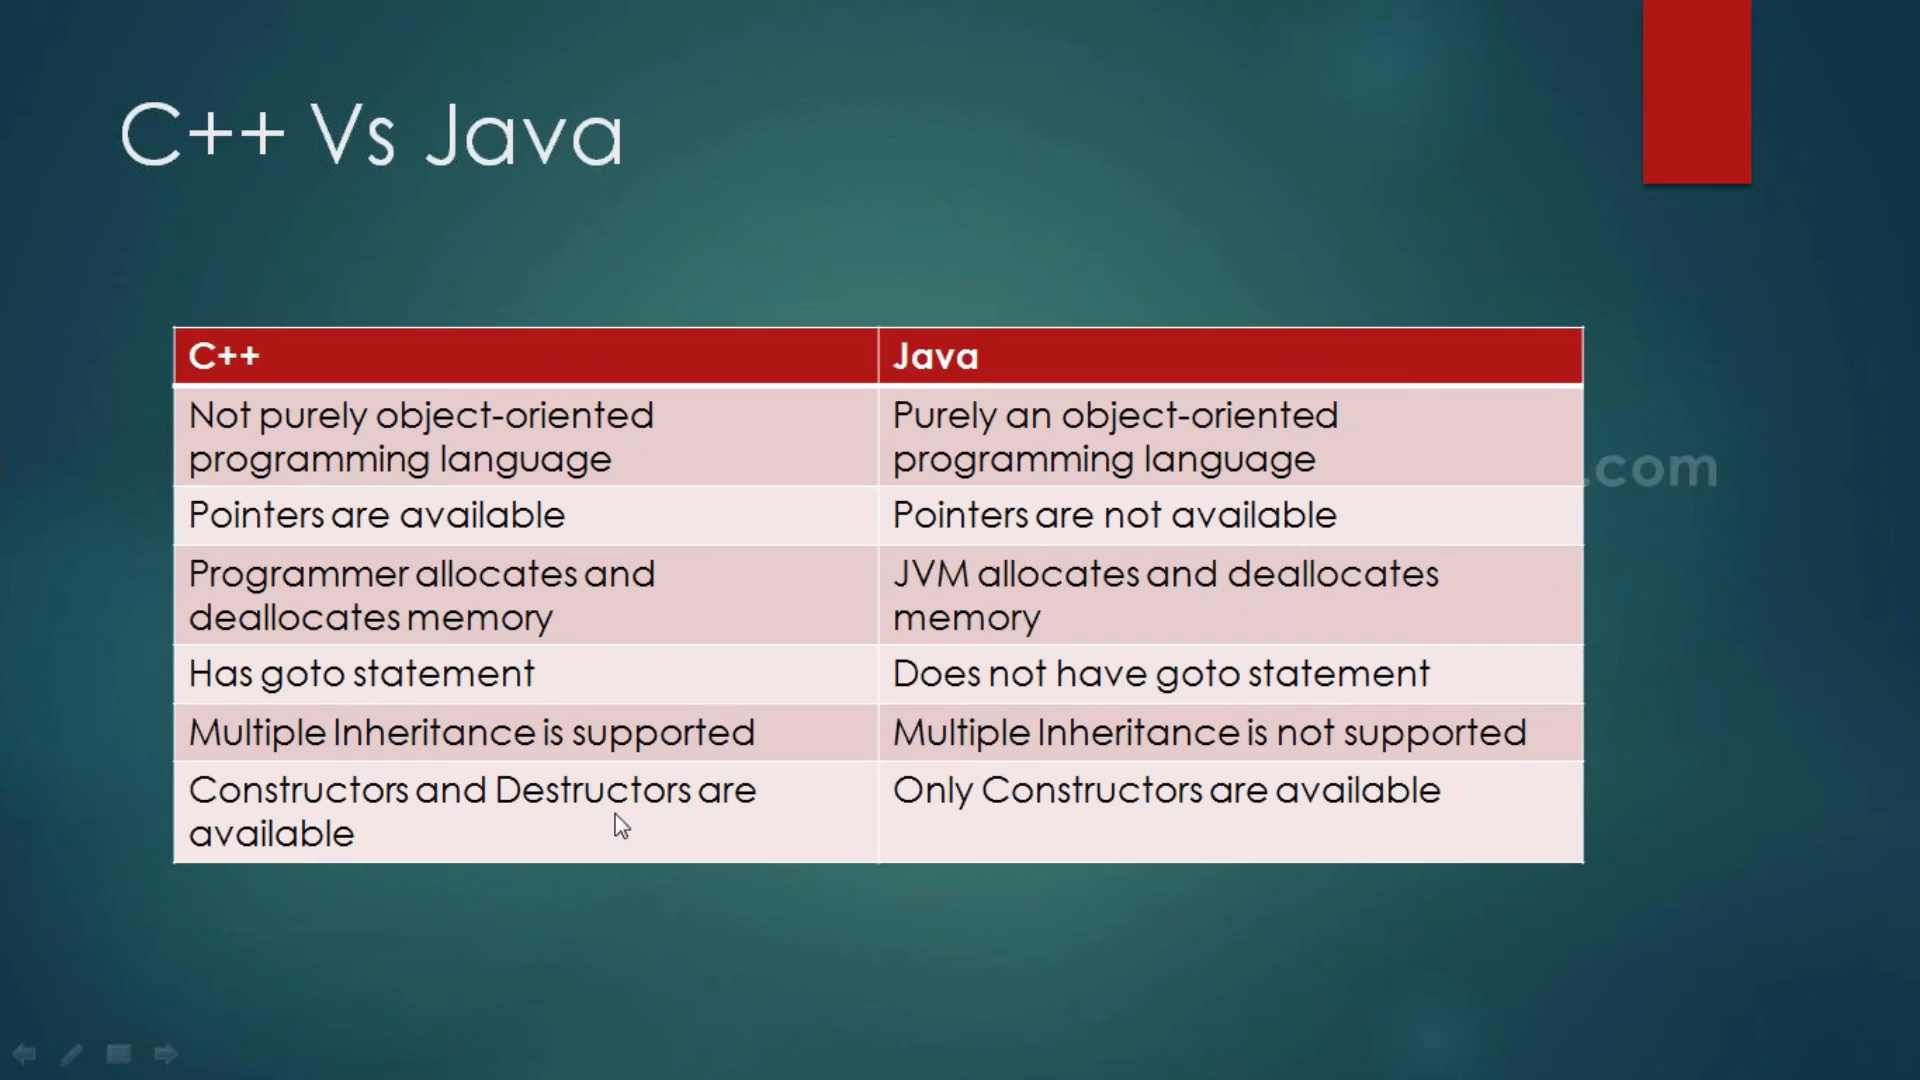 C++ Vs Java
C++
Java
Not purely object-oriented
programming language
Purely an object-oriented
programming language
Pointers are available
Pointers are not available
Programmer allocates and
deallocates memory
JVM allocates and deallocates
memory
Has goto statement
Does not have goto statement
Multiple Inheritance is supported
Multiple Inheritance is not supported
Constructors and Destructors are
available
Only Constructors are available
.com